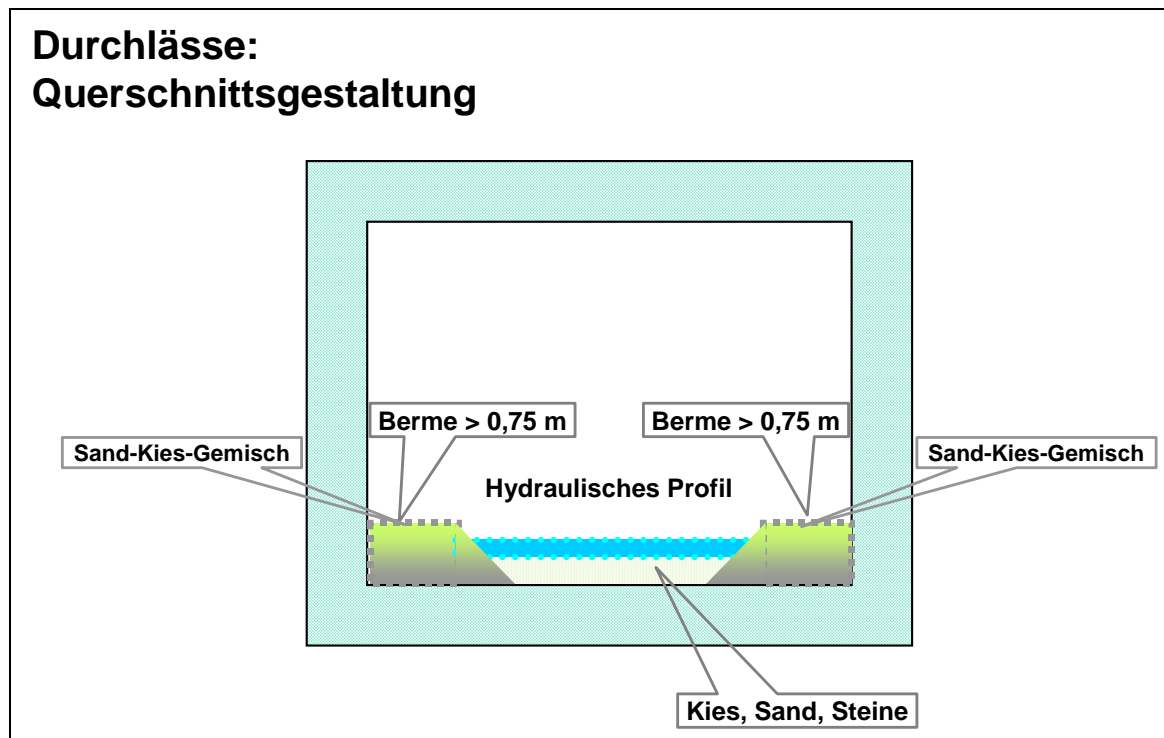 Durchlässe:
Querschnittsgestaltung
Berme > 0,75 m
Berme > 0,75 m
Sand-Kies-Gemisch
Sand-Kies-Gemisch
Hydraulisches Profil
Kies, Sand, Steine